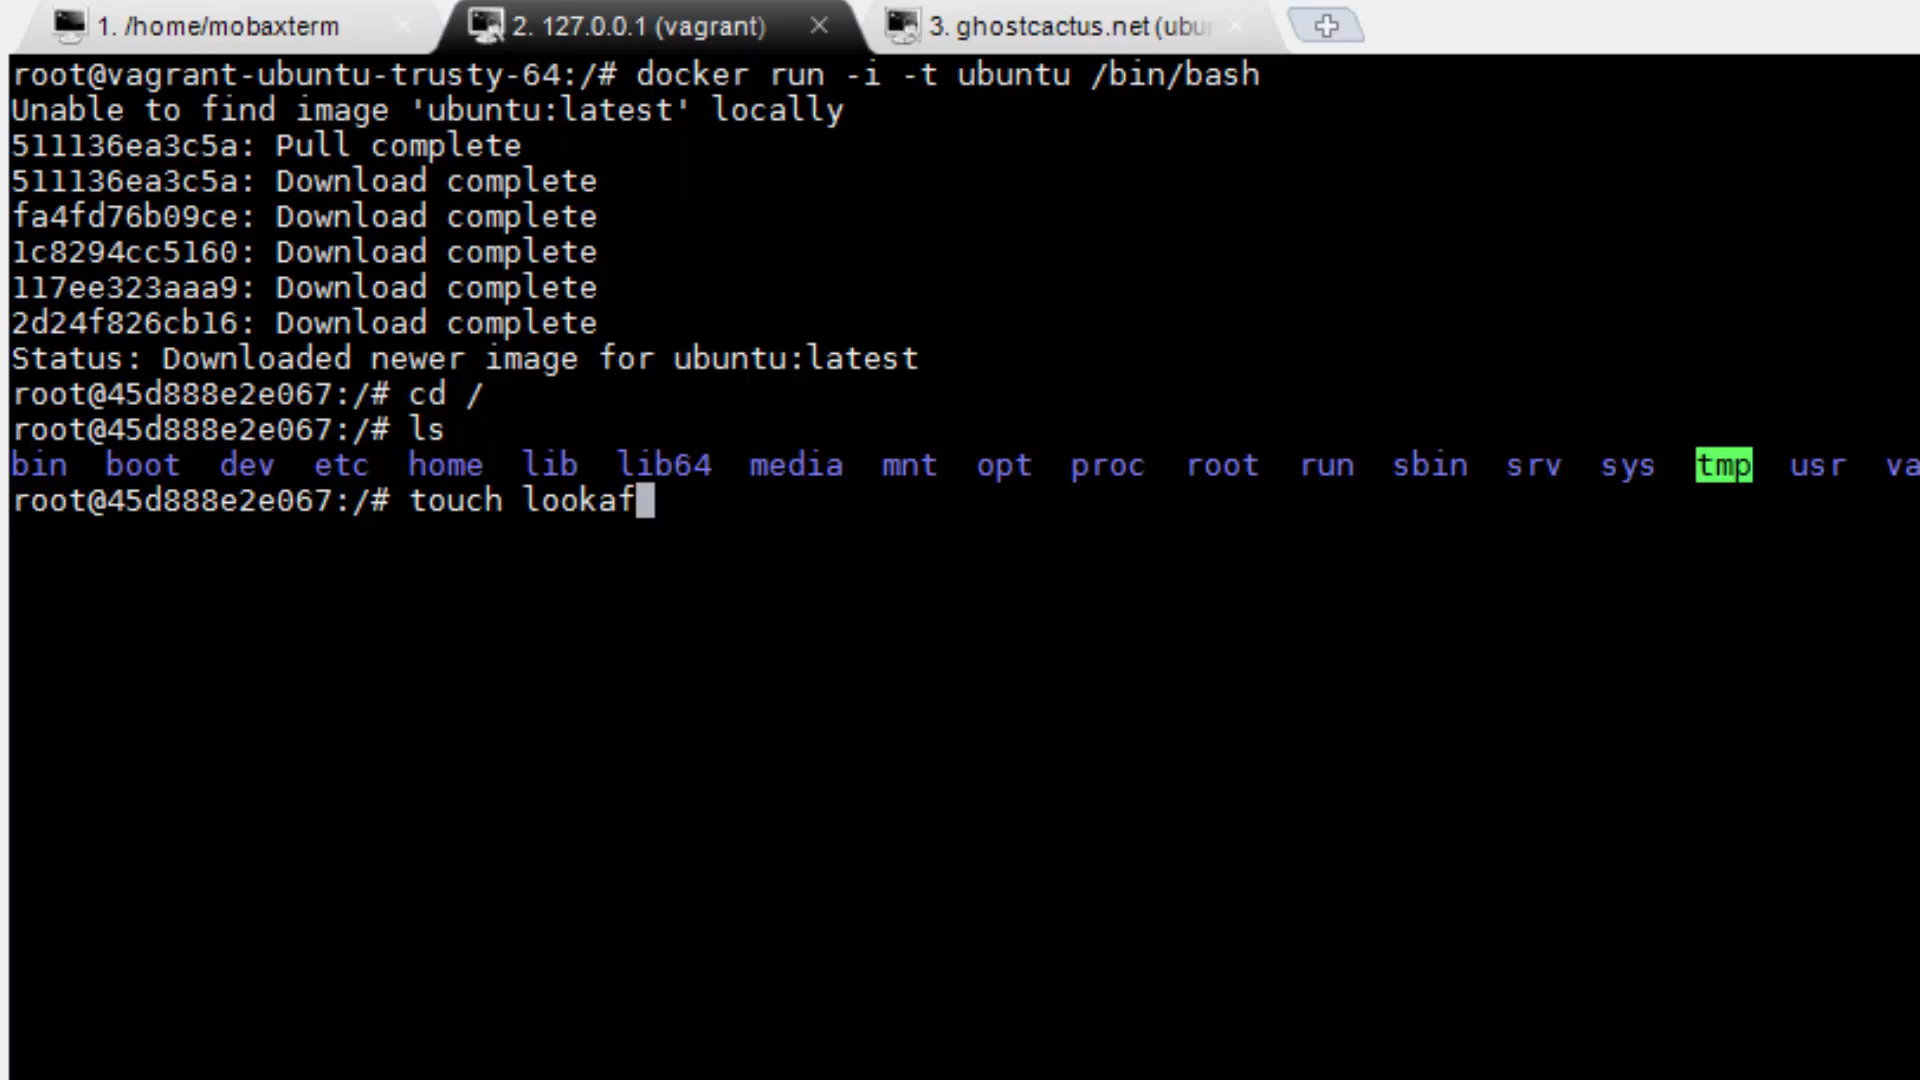 1. /home/mobaxterm 2. 127.0.0.1 (vagrant) 3. ghostcactus.net (ubu
root@vagrant-ubuntu-trusty-64:/# docker run -i -t ubuntu /bin/bash
Unable to find image 'ubuntu:latest' locally
511136ea3c5a: Pull complete
511136ea3c5a: Download complete
fa4fd76b09ce: Download complete
1c8294cc5160: Download complete
117ee323aaa9: Download complete
2d24f826cb16: Download complete
Status: Downloaded newer image for ubuntu:latest
root@45d888e2e067:/# cd /
root@45d888e2e067:/# ls
bin boot dev etc home lib lib64 media mnt opt proc root run sbin srv sys tmp usr va
root@45d888e2e067:/# touch lookaf